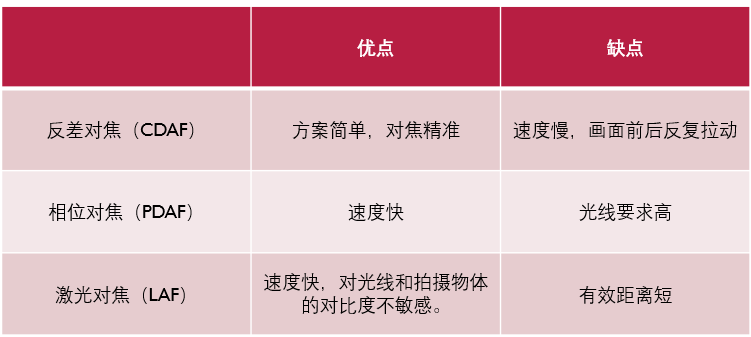 优点
缺点
反差对焦（CDAF）
方案简单，对焦精准
速度慢，画面前后反复拉动
相位对焦（PDAF）
速度快
光线要求高
激光对焦（LAF）
速度快，对光线和拍摄物体
的对比度不敏感。
有效距离短